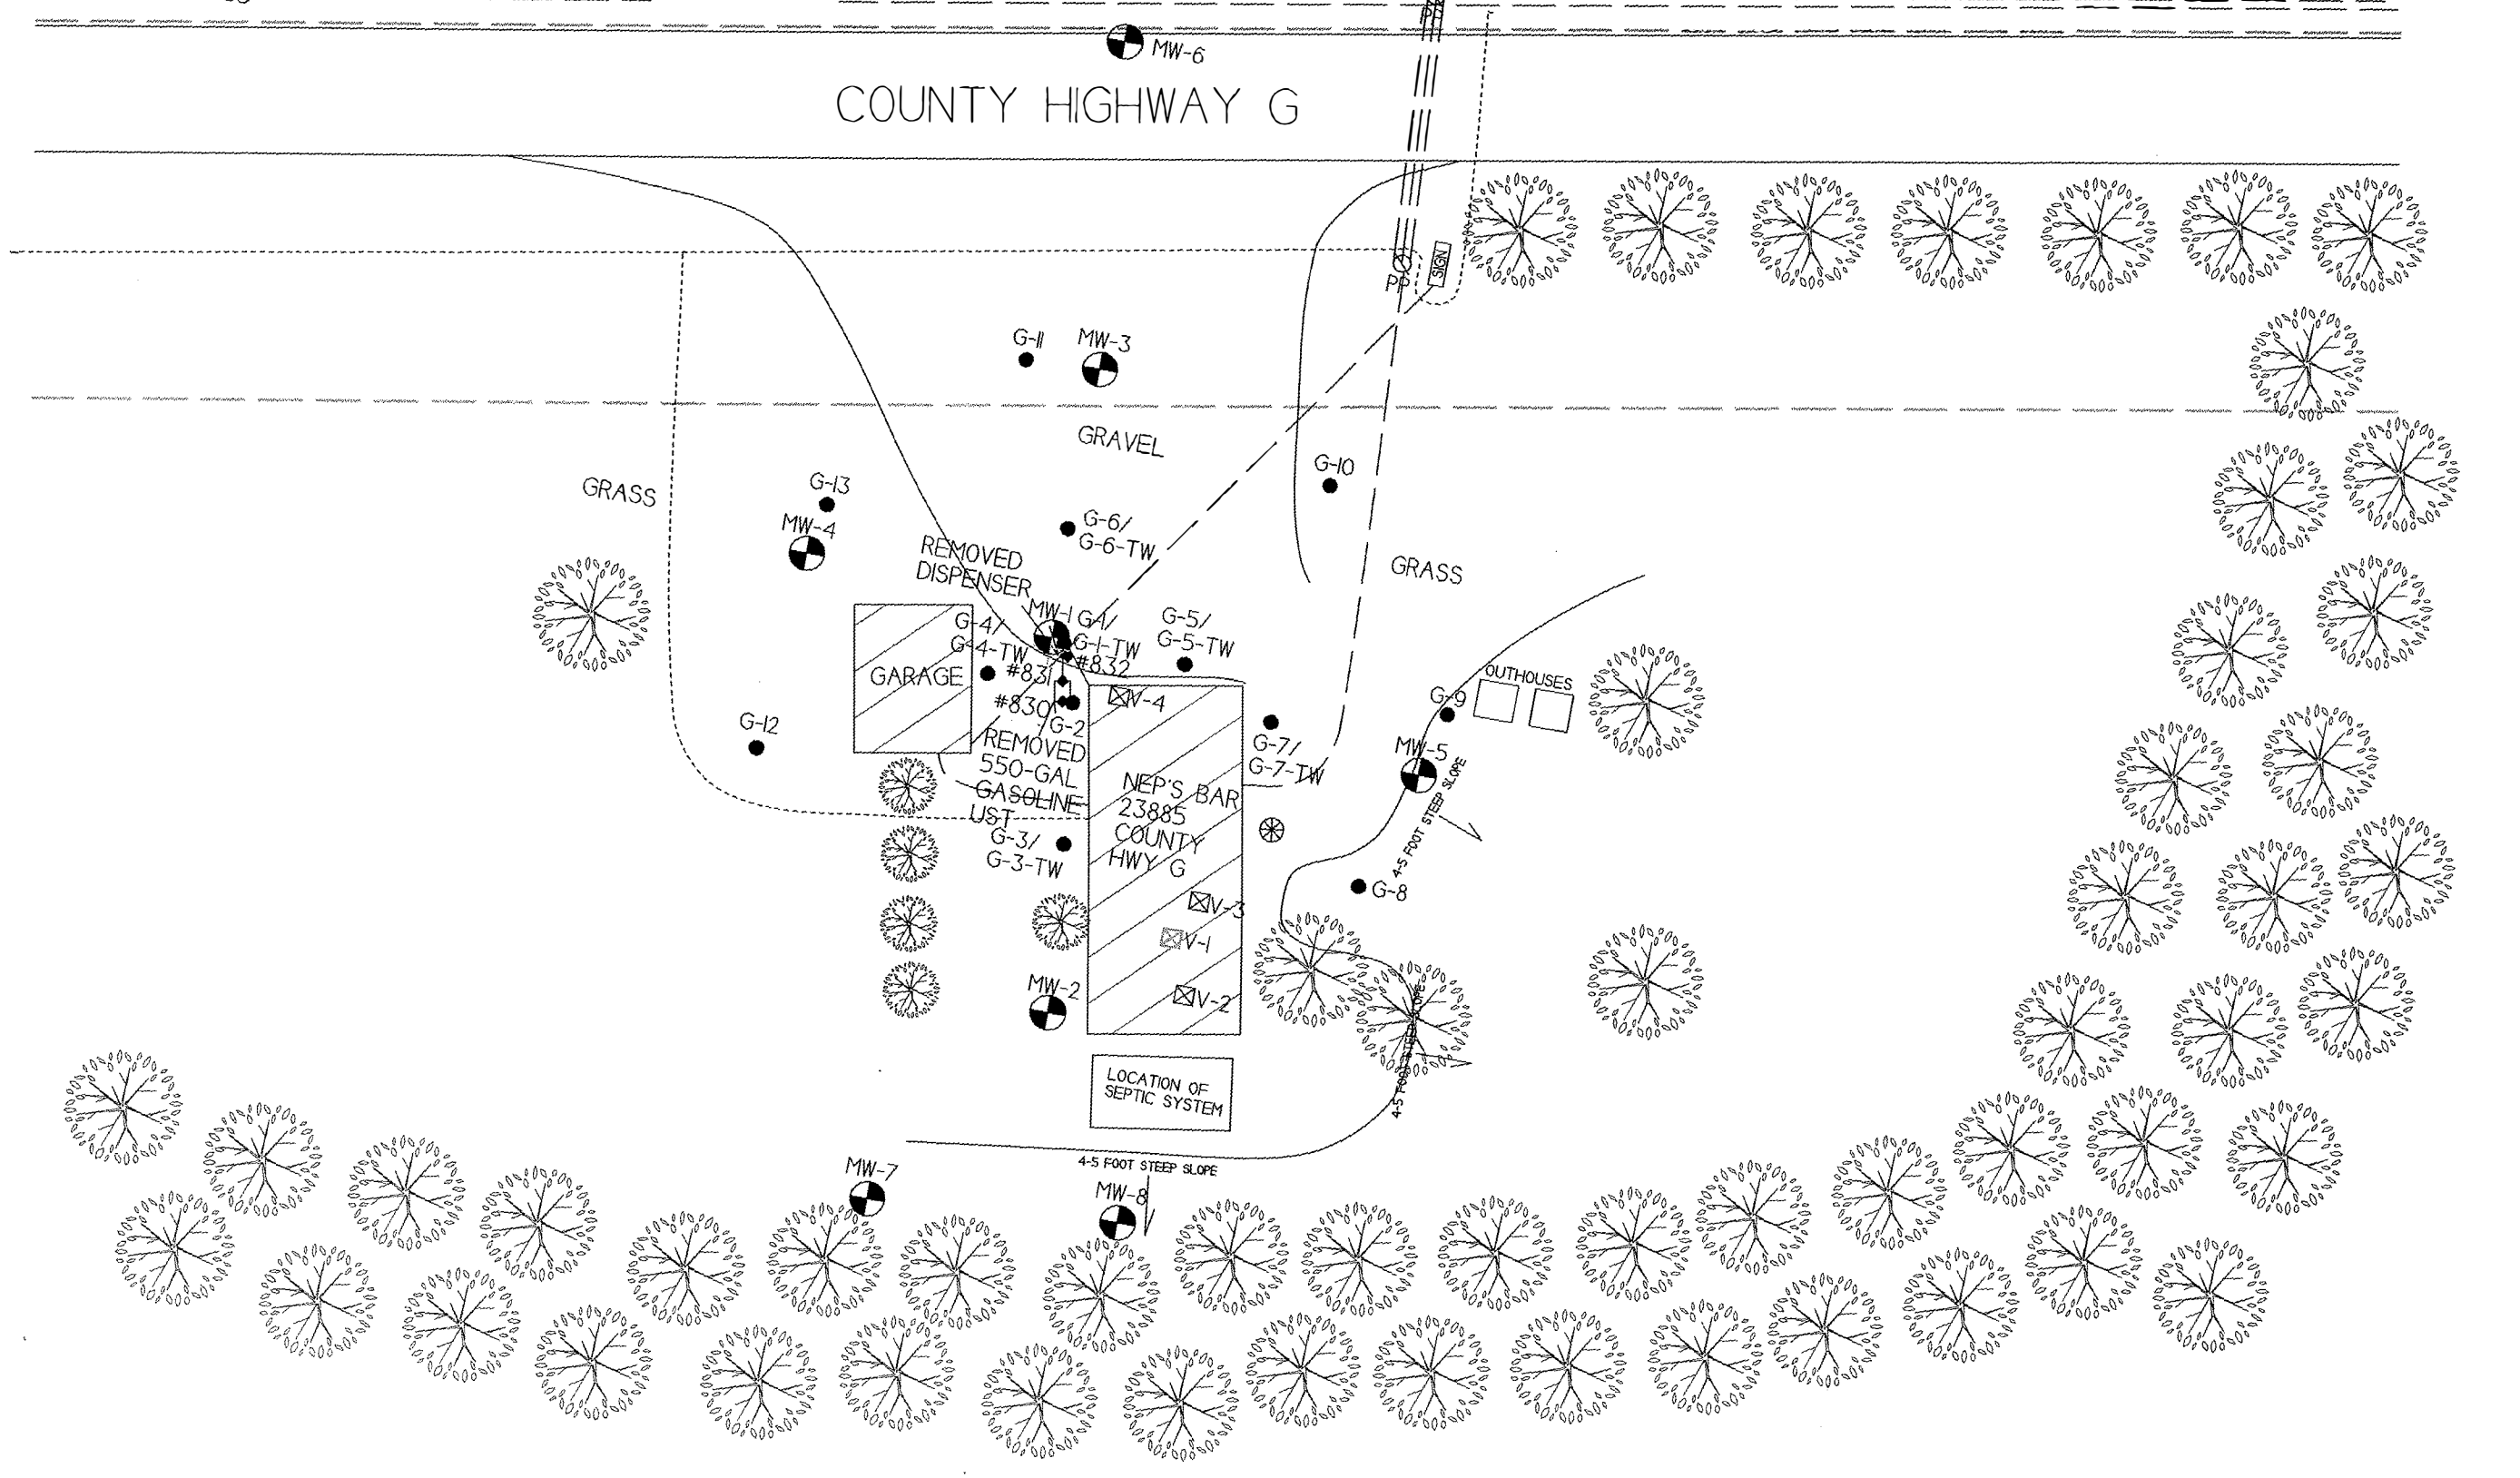 PP
MW-6
COUNTY HIGHWAY G
SIGN
PP
G-11
MW-3
GRAVEL
G-10
G-13
GRASS
MW-4
G-6/
G-6-TW
REMOVED
DISPENSER
GRASS
MW-1
G-1/
G-1-TW
G-5/
G-5-TW
G-4/
G-4-TW
#832
#831
GARAGE
OUTHOUSES
G-9
V-4
#830
G-2
G-12
REMOVED
550-GAL
GASOLINE
UST
G-7/
G-7-TW
MW-5
4-5 FOOT STEEP SLOPE
NEP'S BAR
23885
COUNTY
HWY G
G-3/
G-3-TW
G-8
V-3
V-1
V-2
MW-2
4-5 FOOT STEEP SLOPE
LOCATION OF
SEPTIC SYSTEM
4-5 FOOT STEEP SLOPE
MW-7
MW-8